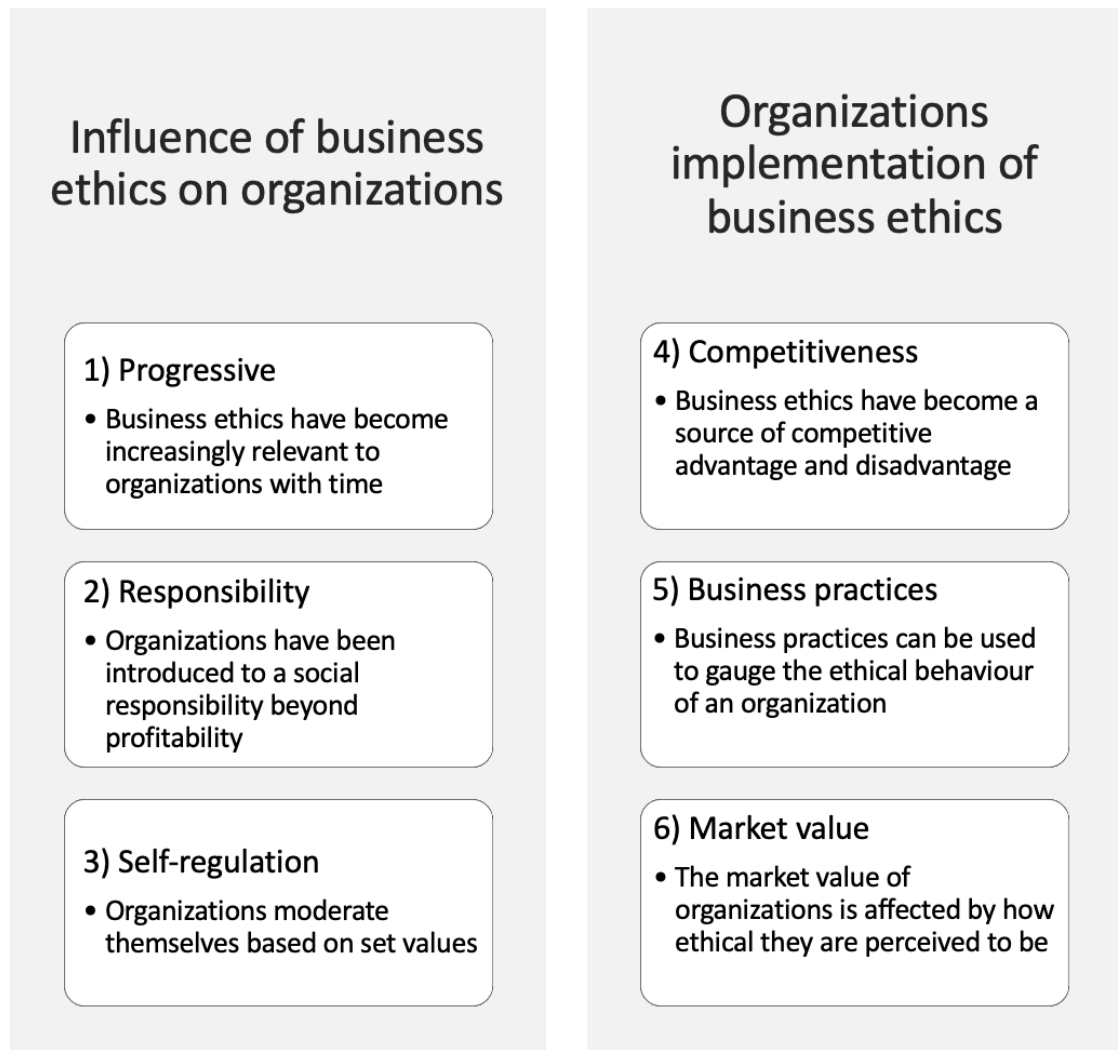 Influence of business
ethics on organizations
1) Progressive
• Business ethics have become
increasingly relevant to
organizations with time
2) Responsibility
• Organizations have been
introduced to a social
responsibility beyond
profitability
3) Self-regulation
• Organizations moderate
themselves based on set values
Organizations
implementation of
business ethics
4) Competitiveness
• Business ethics have become a
source of competitive
advantage and disadvantage
5) Business practices
• Business practices can be used
to gauge the ethical behaviour
of an organization
6) Market value
• The market value of
organizations is affected by how
ethical they are perceived to be